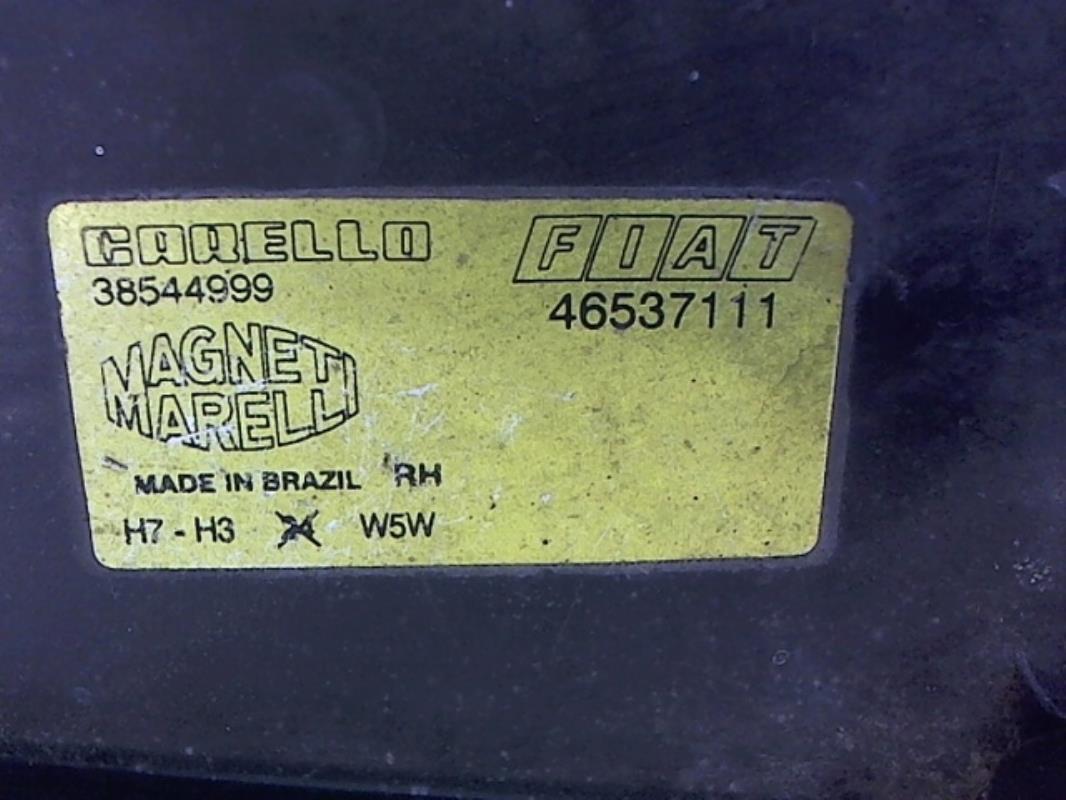 CARELLO FIAT
38544999 46537111
MAGNETI
MARELLI
MADE IN BRAZIL RH
H7 - H3 W5W